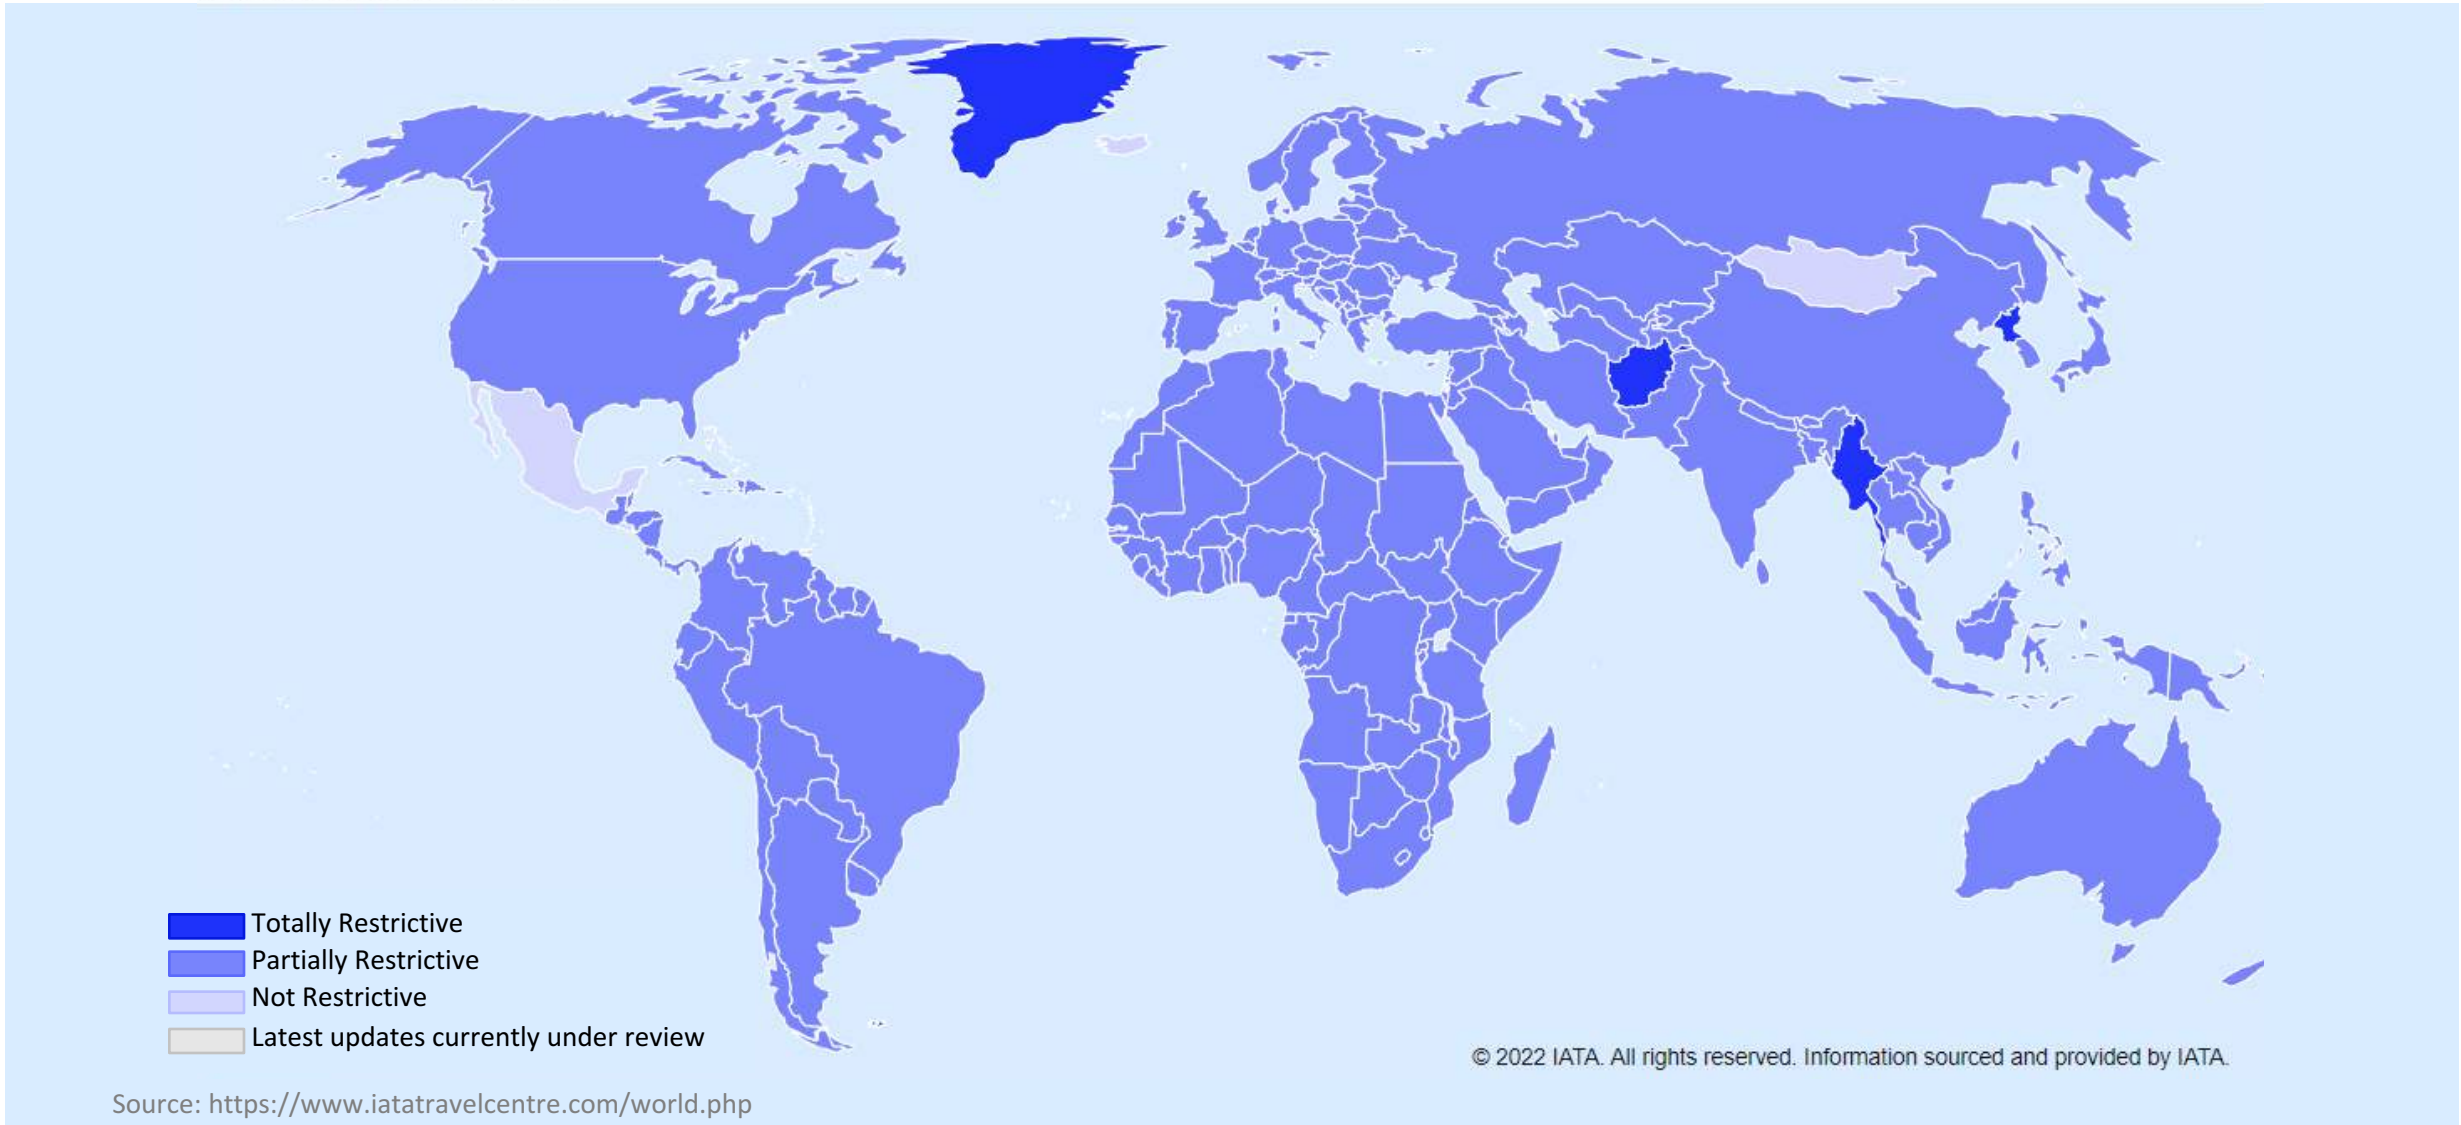 Totally Restrictive
Partially Restrictive
Not Restrictive
Latest updates currently under review
© 2022 IATA. All rights reserved. Information sourced and provided by IATA.
Source: https://www.iatatravelcentre.com/world.php